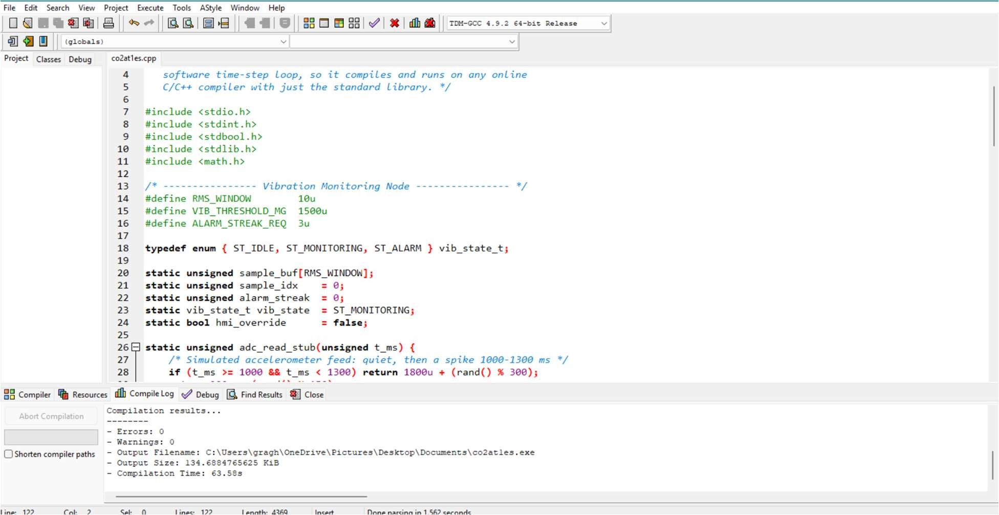 File Edit Search View Project Execute Tools AStyle Window Help
TDM-GCC 4.9.2 64-bit Release
(globals)
Project Classes Debug co2at1es.cpp
4 software time-step loop, so it compiles and runs on any online
5 C/C++ compiler with just the standard library. */
6
7 #include <stdio.h>
8 #include <stdint.h>
9 #include <stdbool.h>
10 #include <stdlib.h>
11 #include <math.h>
12
13 /* ---------------- Vibration Monitoring Node ---------------- */
14 #define RMS_WINDOW        10u
15 #define VIB_THRESHOLD_MG  1500u
16 #define ALARM_STREAK_REQ  3u
17
18 typedef enum { ST_IDLE, ST_MONITORING, ST_ALARM } vib_state_t;
19
20 static unsigned sample_buf[RMS_WINDOW];
21 static unsigned sample_idx    = 0;
22 static unsigned alarm_streak  = 0;
23 static vib_state_t vib_state  = ST_MONITORING;
24 static bool hmi_override      = false;
25
26 static unsigned adc_read_stub(unsigned t_ms) {
27     /* Simulated accelerometer feed: quiet, then a spike 1000-1300 ms */
28     if (t_ms >= 1000 && t_ms < 1300) return 1800u + (rand() % 300);
Compiler Resources Compile Log Debug Find Results Close
Abort Compilation
Shorten compiler paths
Compilation results...
--------
- Errors: 0
- Warnings: 0
- Output Filename: C:\Users\gragh\OneDrive\Pictures\Desktop\Documents\co2at1es.exe
- Output Size: 134.6884765625 KiB
- Compilation Time: 63.58s
Line: 122 Col: 2 Sel: 0 Lines: 122 Length: 4369 Insert Done parsing in 1.562 seconds